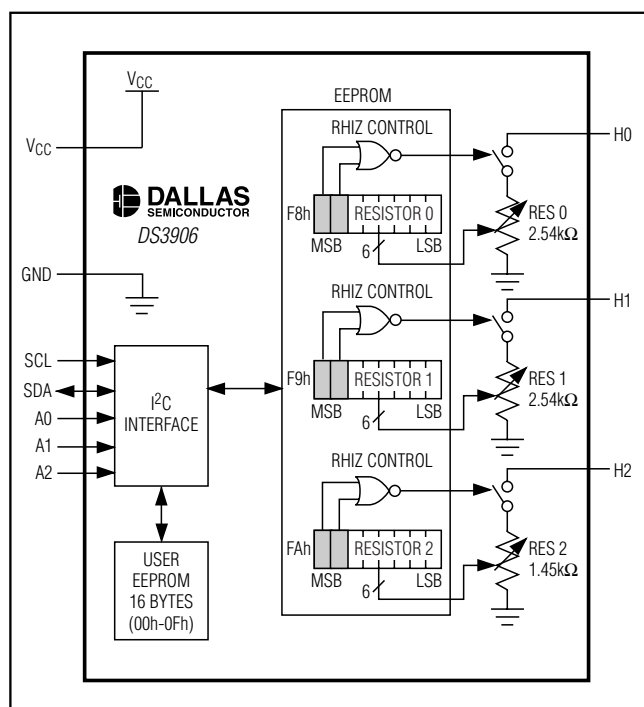 VCC
VCC
DALLAS
SEMICONDUCTOR
DS3906
GND
SCL
SDA
A0
A1
A2
I2C
INTERFACE
USER
EEPROM
16 BYTES
(00h-0Fh)
EEPROM
RHIZ CONTROL
F8h
RESISTOR 0
MSB
6
LSB
H0
RES 0
2.54kΩ
RHIZ CONTROL
F9h
RESISTOR 1
MSB
6
LSB
H1
RES 1
2.54kΩ
RHIZ CONTROL
FAh
RESISTOR 2
MSB
6
LSB
H2
RES 2
1.45kΩ